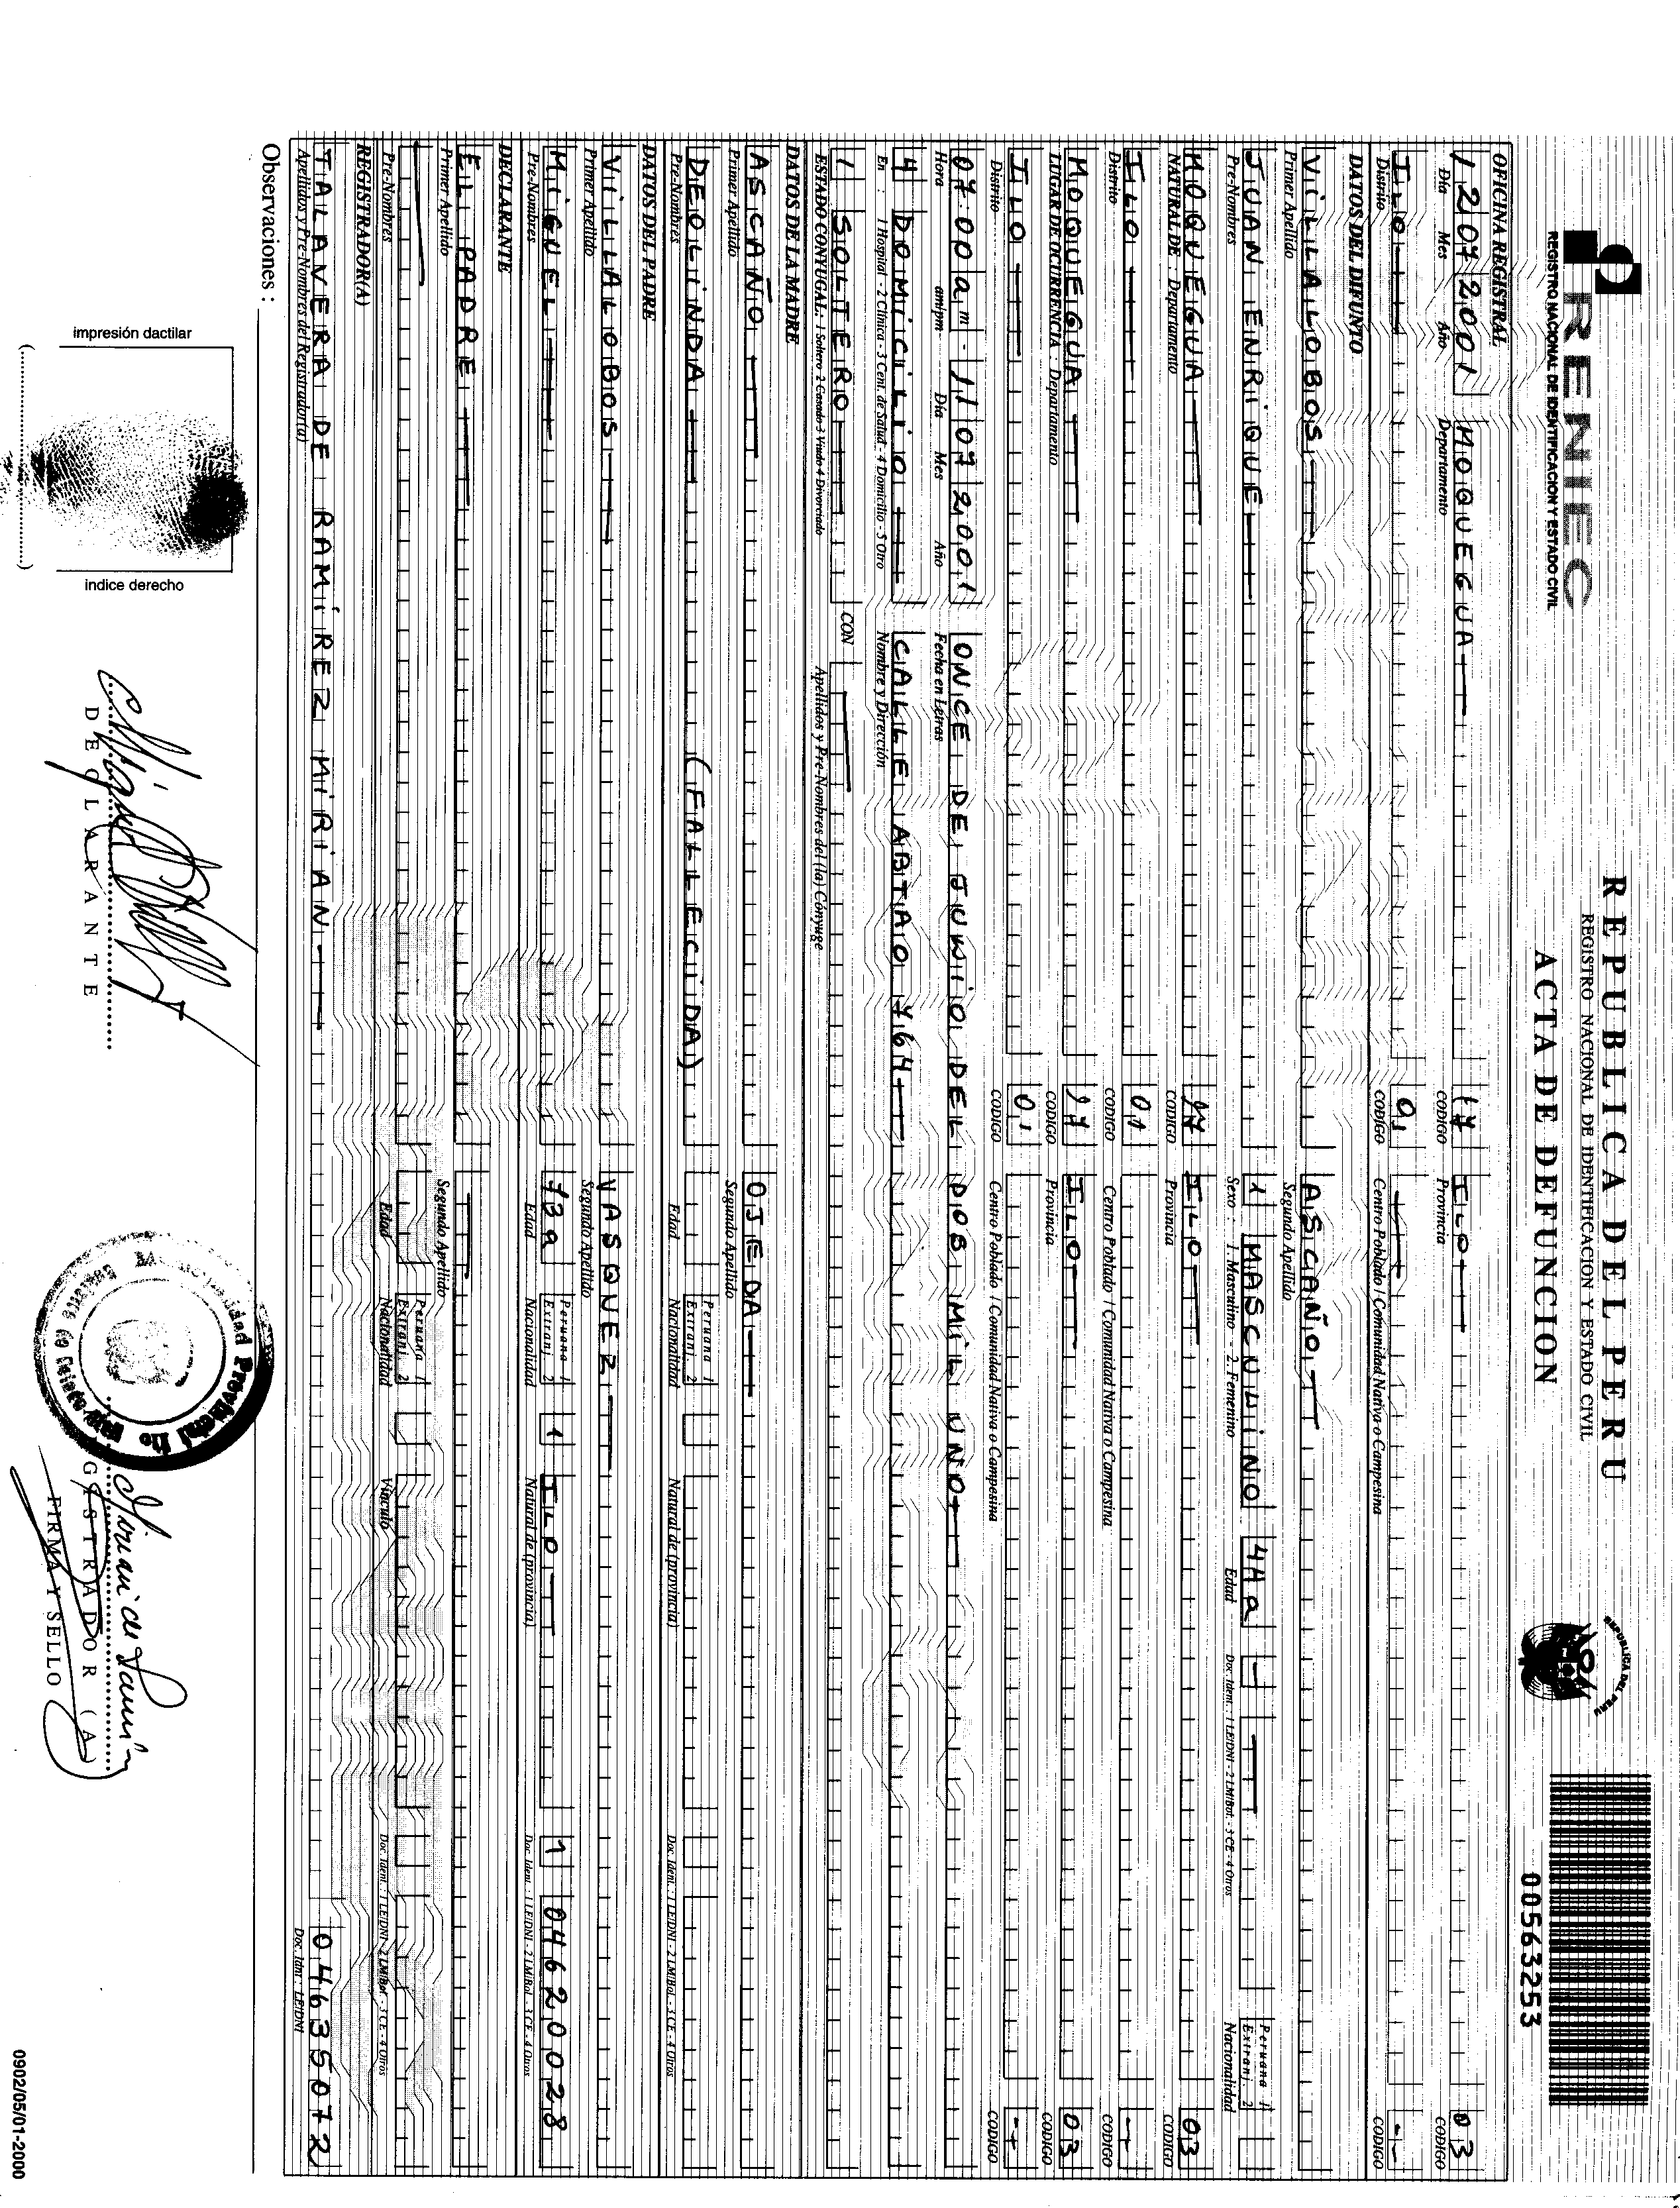 RENIEC
REGISTRO NACIONAL DE IDENTIFICACION Y ESTADO CIVIL
REPUBLICA DEL PERU
REGISTRO NACIONAL DE IDENTIFICACION Y ESTADO CIVIL
ACTA DE DEFUNCION
REPUBLICA DEL PERU
00563253
OFICINA REGISTRAL
12 07 2001 MOQUEGUA 17 ILO 03
Día Mes Año Departamento CODIGO Provincia CODIGO
ILO 01 --
Distrito CODIGO Centro Poblado / Comunidad Nativa o Campesina CODIGO
DATOS DEL DIFUNTO
VILLALOBOS ASCAÑO
Primer Apellido Segundo Apellido
JUAN ENRIQUE 1 MASCULINO 44a Peruana 1 Extranj. 2
Pre-Nombres Sexo : 1 Masculino - 2 Femenino Edad Doc. Ident. : 1 LE/DNI - 2 LM/Bol. - 3 CE - 4 Otros Nacionalidad
MOQUEGUA 17 ILO 03
NATURAL DE : Departamento CODIGO Provincia CODIGO
ILO 01 --
Distrito CODIGO Centro Poblado / Comunidad Nativa o Campesina CODIGO
MOQUEGUA 17 ILO 03
LUGAR DE OCURRENCIA : Departamento CODIGO Provincia CODIGO
ILO 01 --
Distrito CODIGO Centro Poblado / Comunidad Nativa o Campesina CODIGO
07 00 am - 11 07 2001 ONCE DE JUNIO DEL DOS MIL UNO
Hora am/pm Día Mes Año Fecha en Letras
4 DOMICILIO CALLE ABTAO 764
En : 1 Hospital - 2 Clínica - 3 Cent. de Salud - 4 Domicilio - 5 Otro Nombre y Dirección
1 SOLTERO CON
ESTADO CONYUGAL: 1 Soltero 2 Casado 3 Viudo 4 Divorciado Apellidos y Pre-Nombres del (la) Cónyuge
DATOS DE LA MADRE
ASCAÑO OJEDA
Primer Apellido Segundo Apellido
DEOLINDA (FALLECIDA) Peruana 1 Extranj. 2
Pre-Nombres Edad Nacionalidad Natural de (provincia) Doc. Ident. : 1 LE/DNI - 2 LM/Bol. - 3 CE - 4 Otros
DATOS DEL PADRE
VILLALOBOS VASQUEZ
Primer Apellido Segundo Apellido
MIGUEL 73a Peruana 1 Extranj. 2 1 ILO 1 04620028
Pre-Nombres Edad Nacionalidad Natural de (provincia) Doc. Ident. : 1 LE/DNI - 2 LM/Bol. - 3 CE - 4 Otros
DECLARANTE
EL PADRE
Primer Apellido Segundo Apellido
Peruana 1 Extranj. 2
Pre-Nombres Edad Nacionalidad Vínculo Doc. Ident. : 1 LE/DNI - 2 LM/Bol. - 3 CE - 4 Otros
REGISTRADOR(A)
TALAVERA DE RAMÍREZ MIRIAN 04635072
Apellidos y Pre-Nombres del Registrador(a) Doc. Idnt : LE/DNI
Observaciones :
impresión dactilar
indice derecho
DECLARANTE
GISTRADOR (A)
FIRMA Y SELLO
0902/05/01-2000